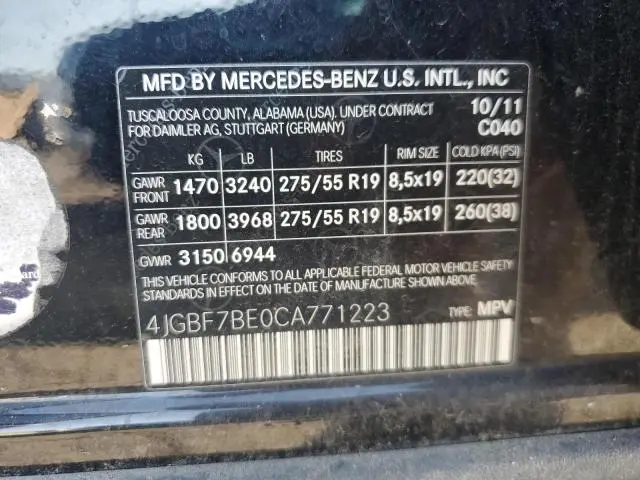 MFD BY MERCEDES-BENZ U.S. INTL., INC
TUSCALOOSA COUNTY, ALABAMA (USA). UNDER CONTRACT 10/11
FOR DAIMLER AG, STUTTGART (GERMANY) C040
KG LB TIRES RIM SIZE COLD KPA (PSI)
GAWR FRONT 1470 3240 275/55 R19 8,5x19 220(32)
GAWR REAR 1800 3968 275/55 R19 8,5x19 260(38)
GVWR 3150 6944
THIS VEHICLE CONFORMS TO ALL APPLICABLE FEDERAL MOTOR VEHICLE SAFETY
STANDARDS IN EFFECT ON THE DATE OF MANUFACTURE SHOWN ABOVE.
4JGBF7BE0CA771223 TYPE: MPV